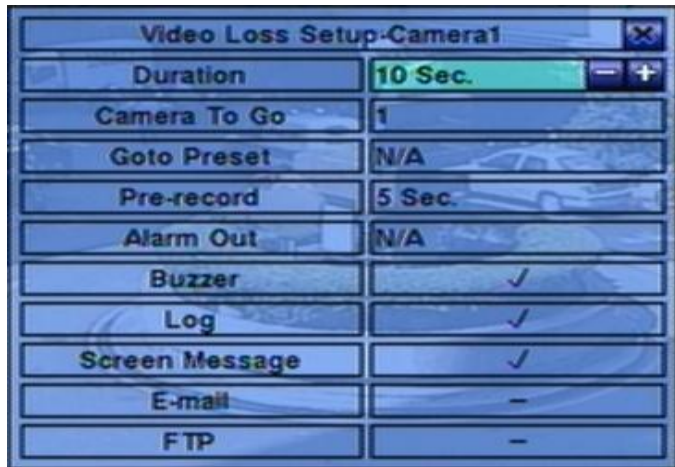 Video Loss Setup-Camera1
Duration 10 Sec.
Camera To Go 1
Goto Preset N/A
Pre-record 5 Sec.
Alarm Out N/A
Buzzer ✓
Log ✓
Screen Message ✓
E-mail –
FTP –